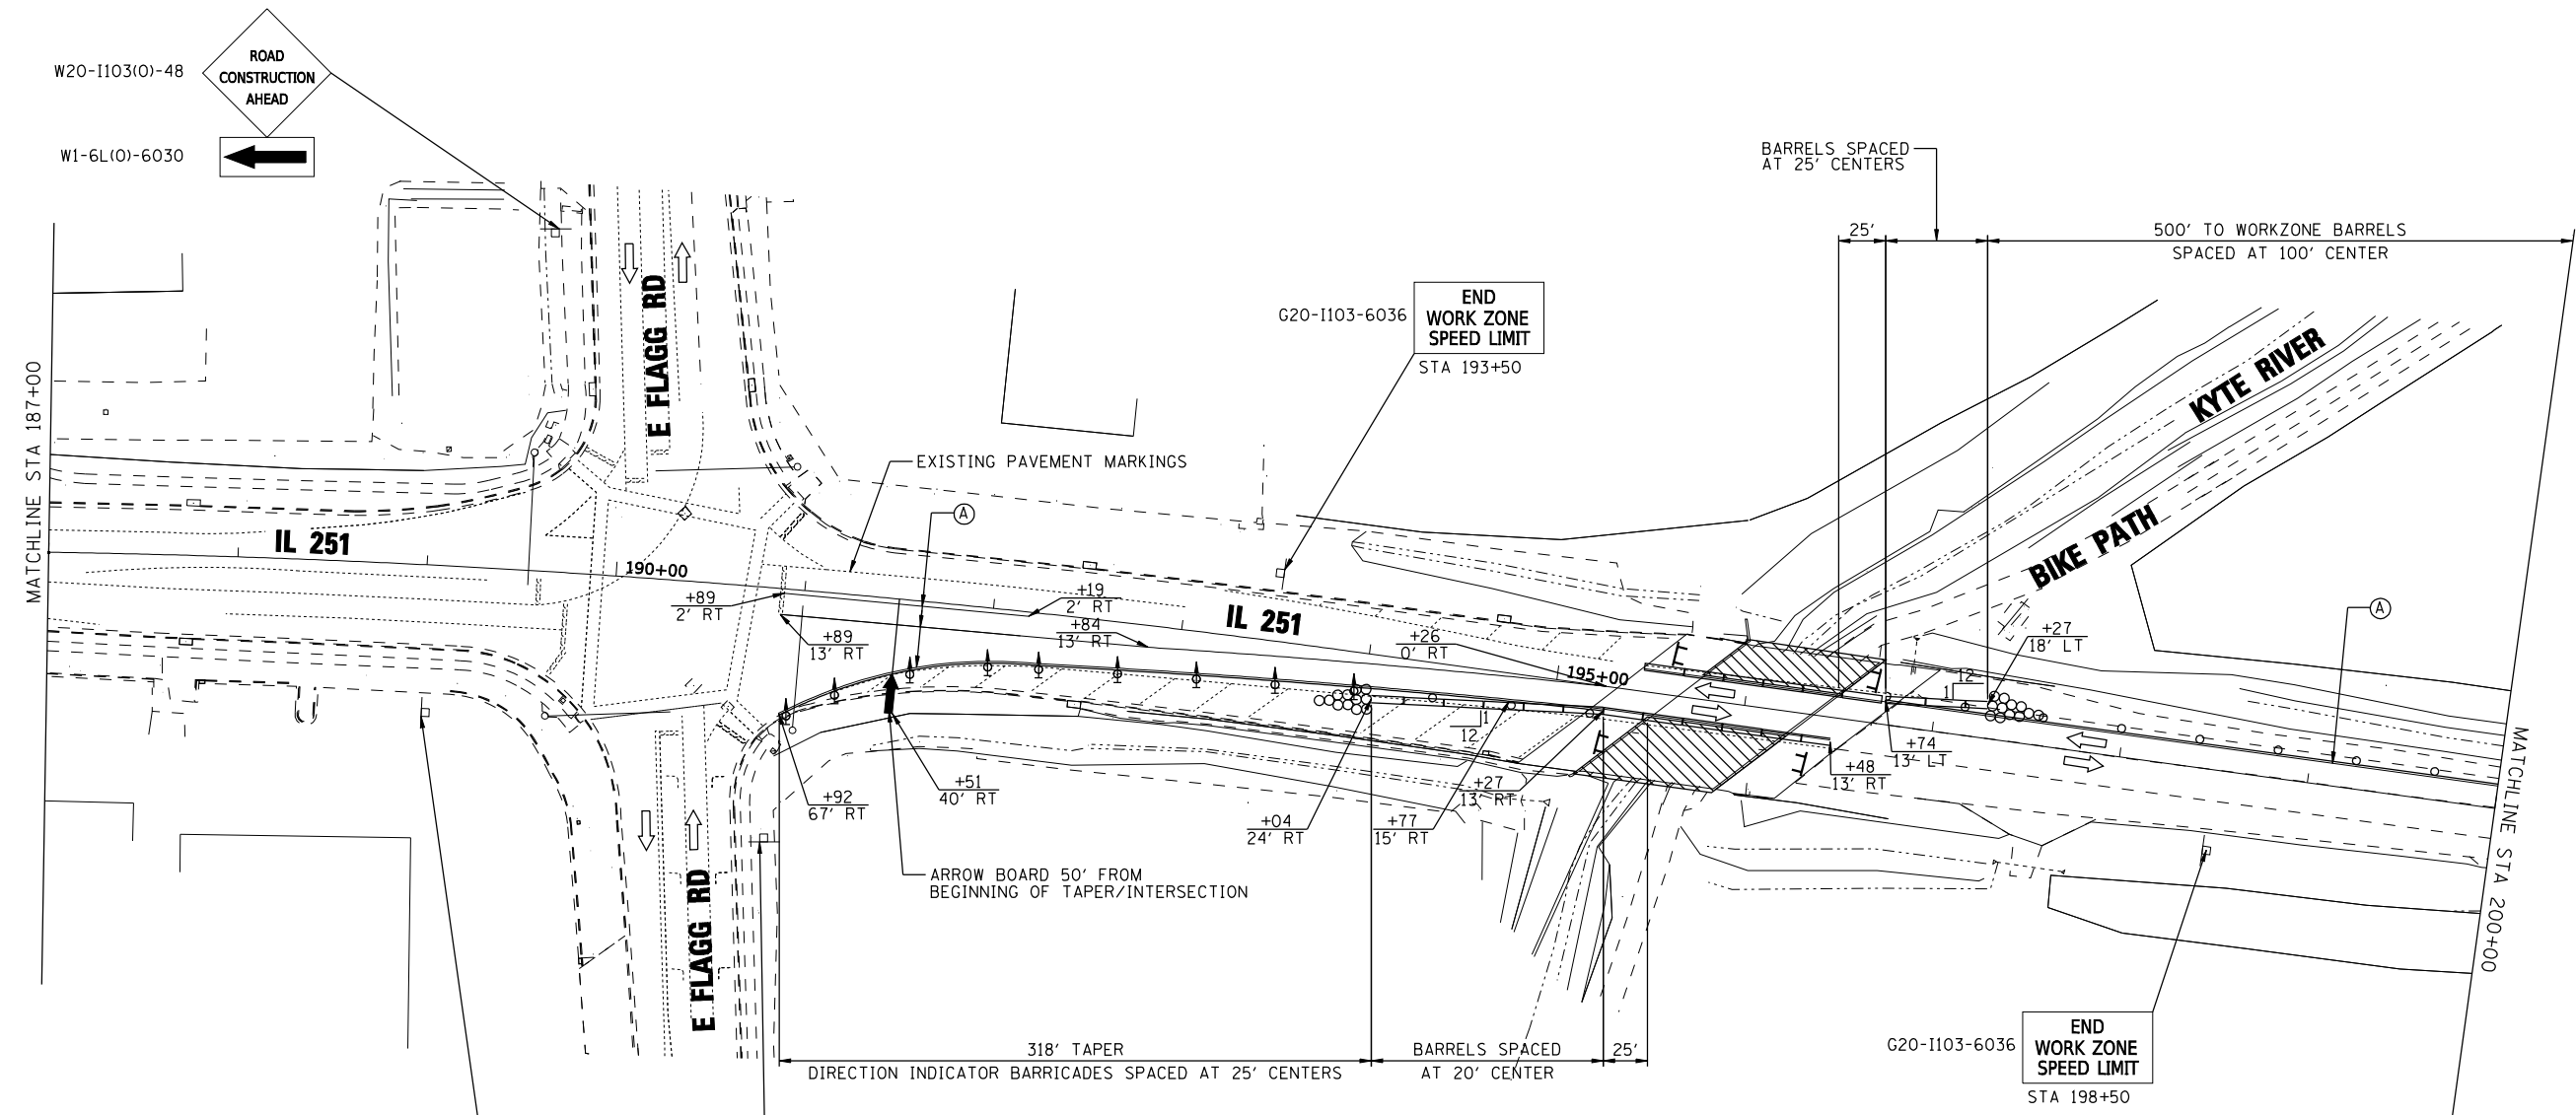 W20-I103(O)-48
ROAD
CONSTRUCTION
AHEAD
W1-6L(O)-6030
BARRELS SPACED
AT 25' CENTERS
25'
500' TO WORKZONE BARRELS
SPACED AT 100' CENTER
G20-I103-6036
END
WORK ZONE
SPEED LIMIT
STA 193+50
MATCHLINE STA 187+00
E FLAGG RD
KYTE RIVER
BIKE PATH
EXISTING PAVEMENT MARKINGS
A
IL 251
190+00
+89
2' RT
+19
2' RT
+89
13' RT
+84
13' RT
IL 251
+26
0' RT
195+00
+27
18' LT
12
1
A
+74
13' LT
+48
13' RT
1
12
+27
13' RT
+77
15' RT
+04
24' RT
+51
40' RT
+92
67' RT
ARROW BOARD 50' FROM
BEGINNING OF TAPER/INTERSECTION
E FLAGG RD
MATCHLINE STA 200+00
318' TAPER
DIRECTION INDICATOR BARRICADES SPACED AT 25' CENTERS
BARRELS SPACED
AT 20' CENTER
25'
G20-I103-6036
END
WORK ZONE
SPEED LIMIT
STA 198+50